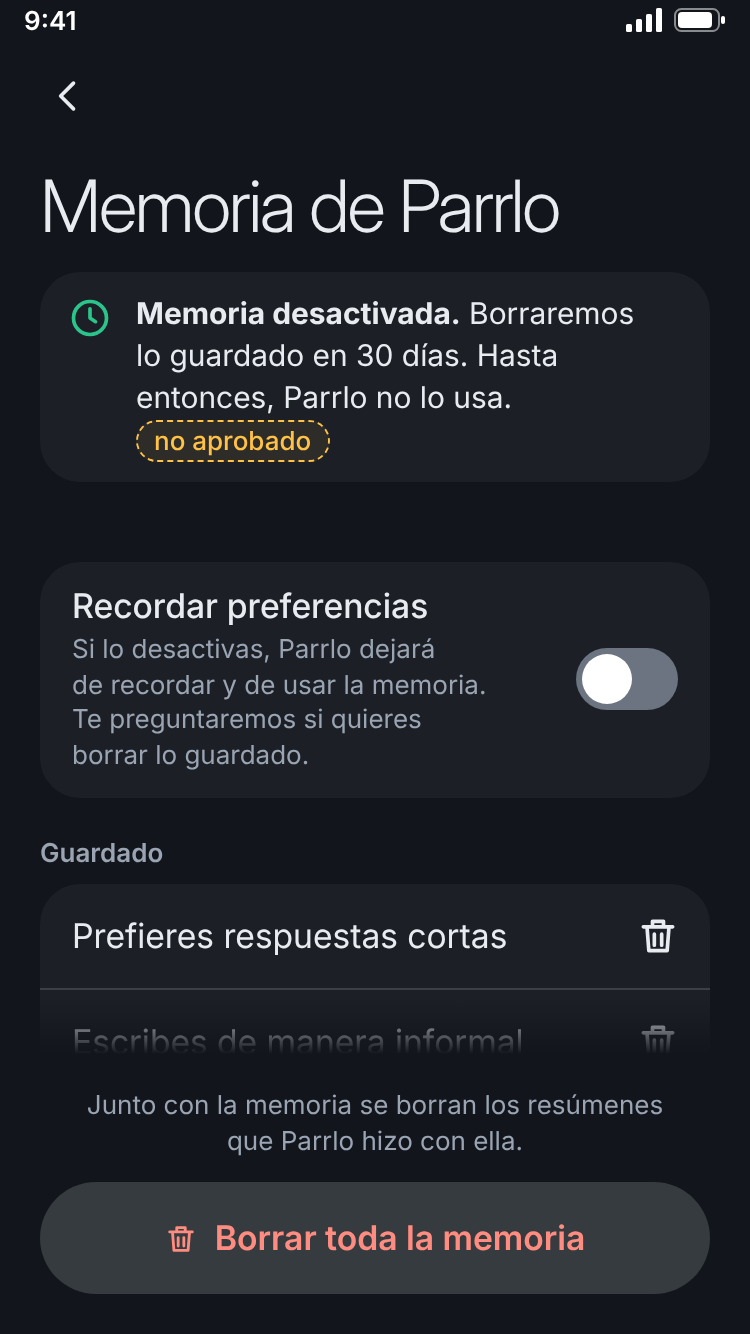 9:41
Memoria de Parrlo
Memoria desactivada. Borraremos
lo guardado en 30 días. Hasta
entonces, Parrlo no lo usa.
no aprobado
Recordar preferencias
Si lo desactivas, Parrlo dejará
de recordar y de usar la memoria.
Te preguntaremos si quieres
borrar lo guardado.
Guardado
Prefieres respuestas cortas
Escribes de manera informal
Junto con la memoria se borran los resúmenes
que Parrlo hizo con ella.
Borrar toda la memoria